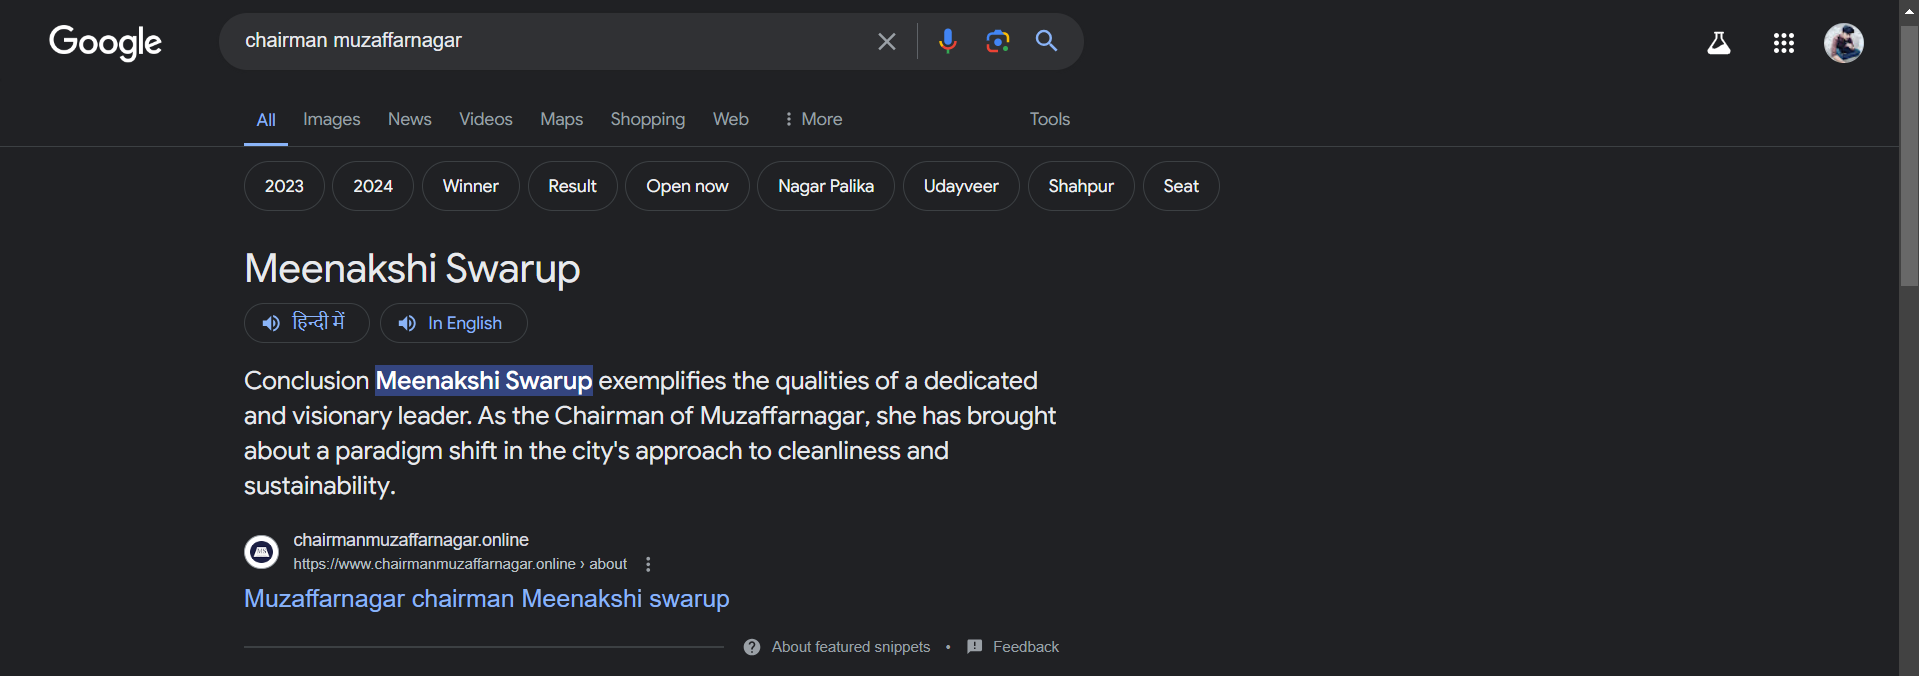 Google
chairman muzaffarnagar
All Images News Videos Maps Shopping Web More Tools
2023 2024 Winner Result Open now Nagar Palika Udayveer Shahpur Seat
Meenakshi Swarup
हिन्दी में In English
Conclusion Meenakshi Swarup exemplifies the qualities of a dedicated
and visionary leader. As the Chairman of Muzaffarnagar, she has brought
about a paradigm shift in the city's approach to cleanliness and
sustainability.
chairmanmuzaffarnagar.online
https://www.chairmanmuzaffarnagar.online › about
Muzaffarnagar chairman Meenakshi swarup
About featured snippets • Feedback